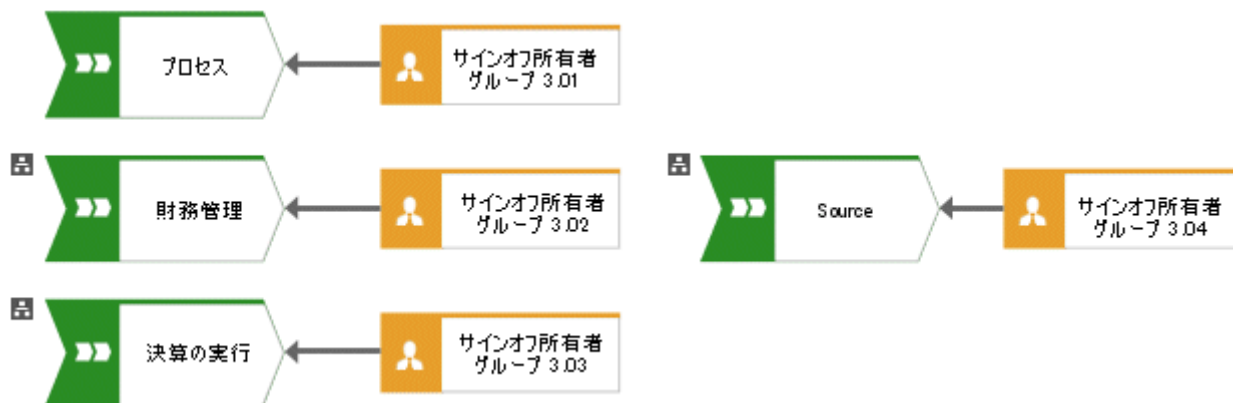 プロセス
サインオフ所有者
グループ 3.01
財務管理
サインオフ所有者
グループ 3.02
Source
サインオフ所有者
グループ 3.04
決算の実行
サインオフ所有者
グループ 3.03